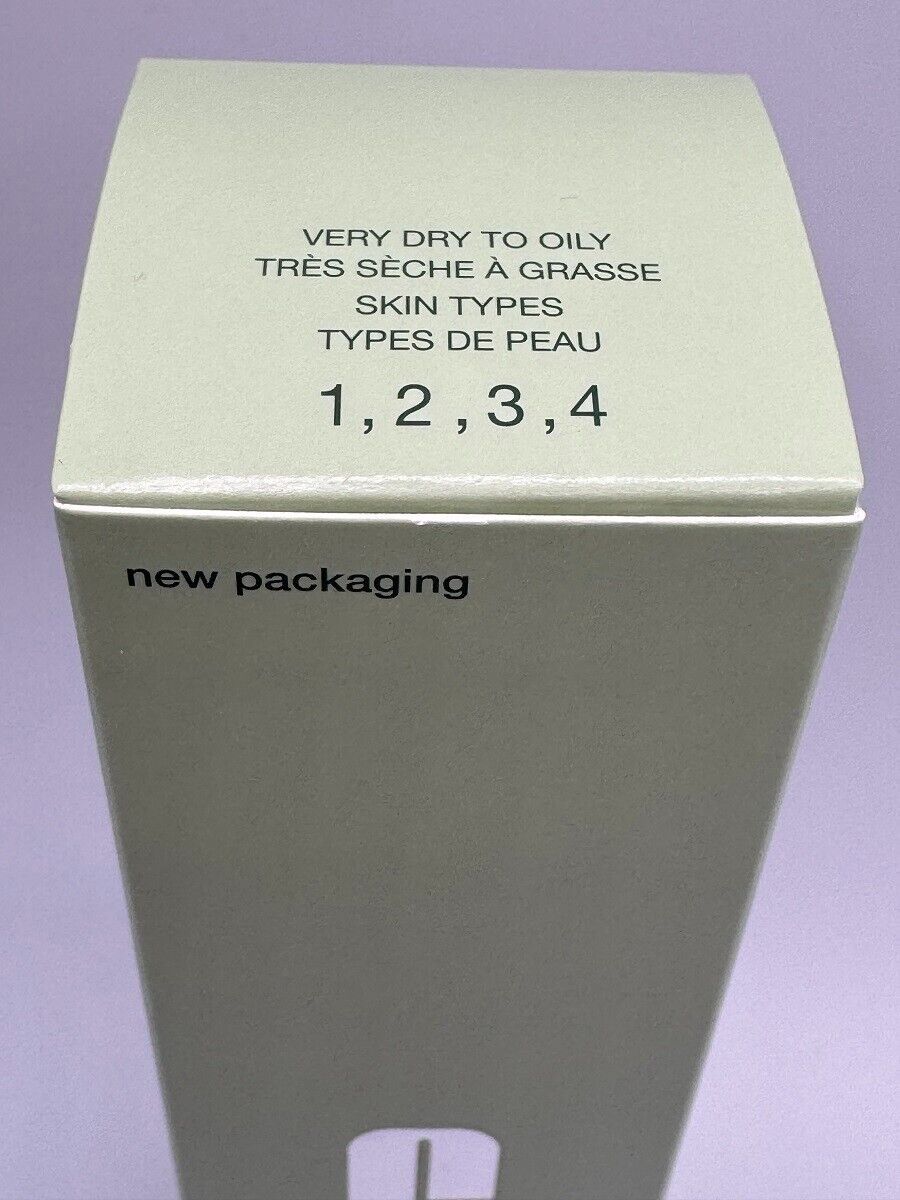 VERY DRY TO OILY
TRÈS SÈCHE À GRASSE
SKIN TYPES
TYPES DE PEAU
1, 2 , 3 , 4
new packaging